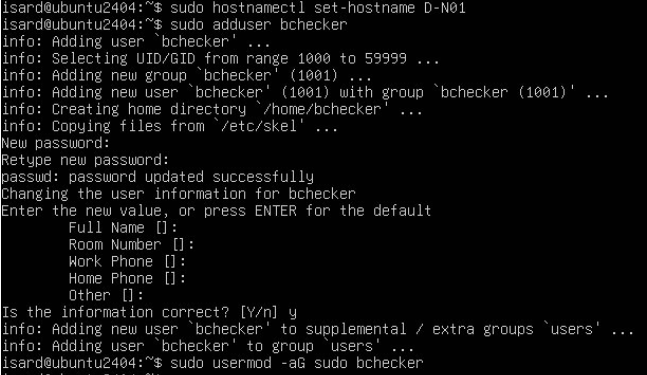 isard@ubuntu2404:~$ sudo hostnamectl set-hostname D-N01
isard@ubuntu2404:~$ sudo adduser bchecker
info: Adding user `bchecker' ...
info: Selecting UID/GID from range 1000 to 59999 ...
info: Adding new group `bchecker' (1001) ...
info: Adding new user `bchecker' (1001) with group `bchecker (1001)' ...
info: Creating home directory `/home/bchecker' ...
info: Copying files from `/etc/skel' ...
New password:
Retype new password:
passwd: password updated successfully
Changing the user information for bchecker
Enter the new value, or press ENTER for the default
        Full Name []:
        Room Number []:
        Work Phone []:
        Home Phone []:
        Other []:
Is the information correct? [Y/n] y
info: Adding new user `bchecker' to supplemental / extra groups `users' ...
info: Adding user `bchecker' to group `users' ...
isard@ubuntu2404:~$ sudo usermod -aG sudo bchecker